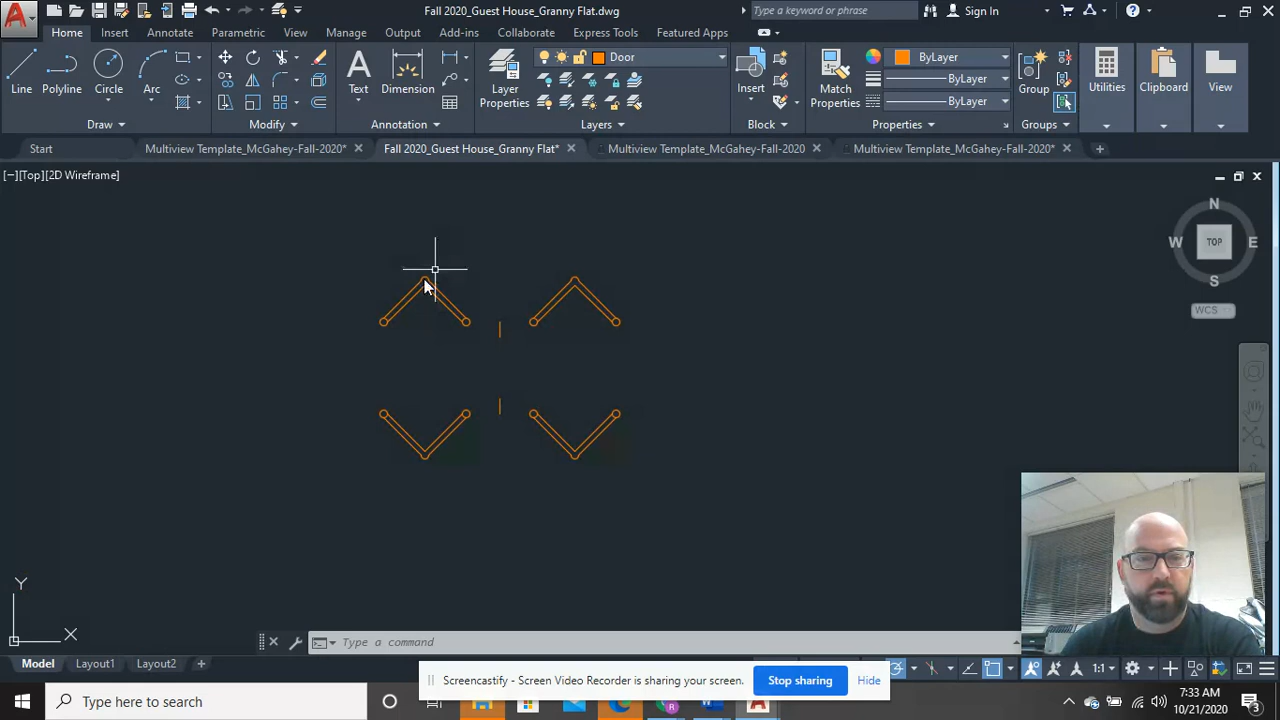 Fall 2020_Guest House_Granny Flat.dwg
Type a keyword or phrase
Sign In
Home Insert Annotate Parametric View Manage Output Add-ins Collaborate Express Tools Featured Apps
Door
ByLayer
Line Polyline Circle Arc
Text Dimension
Layer Properties
Insert
Match Properties
ByLayer
ByLayer
Group
Utilities Clipboard View
Draw Modify Annotation Layers Block Properties Groups
Start Multiview Template_McGahey-Fall-2020* Fall 2020_Guest House_Granny Flat* Multiview Template_McGahey-Fall-2020 Multiview Template_McGahey-Fall-2020*
[−][Top][2D Wireframe]
N
W TOP E
S
WCS
Y
X
Type a command
Model Layout1 Layout2
1:1
Screencastify - Screen Video Recorder is sharing your screen. Stop sharing Hide
Type here to search
7:33 AM
10/21/2020
3